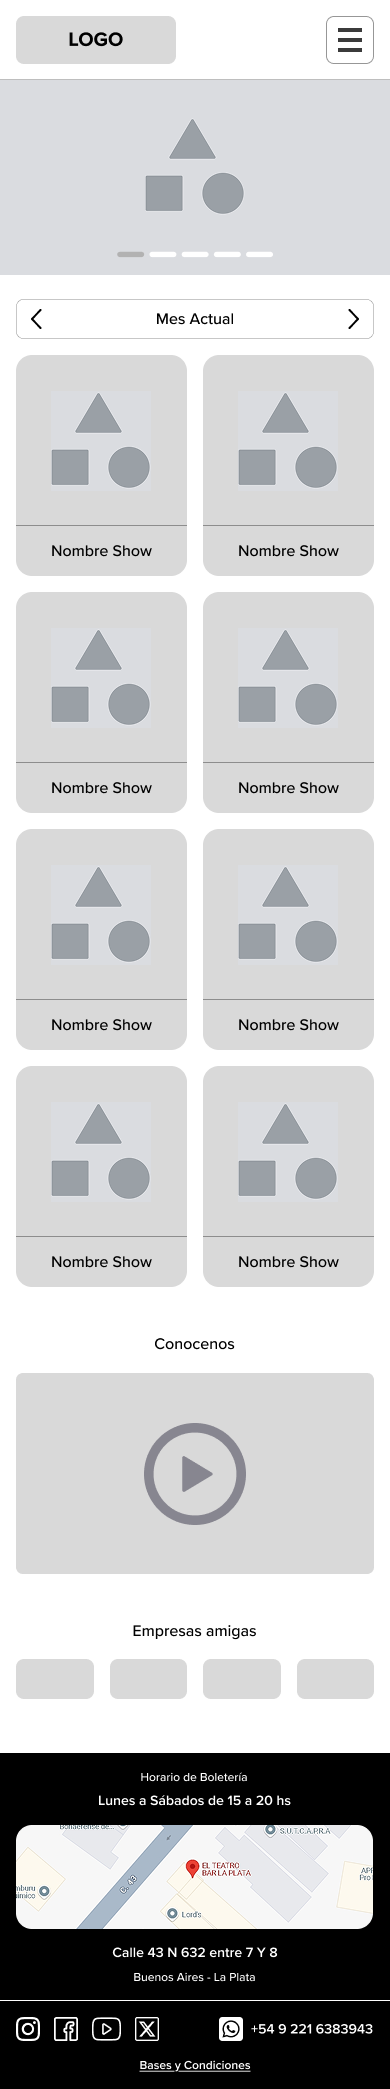 LOGO
Mes Actual
Nombre Show
Nombre Show
Nombre Show
Nombre Show
Nombre Show
Nombre Show
Nombre Show
Nombre Show
Conocenos
Empresas amigas
Horario de Boletería
Lunes a Sábados de 15 a 20 hs
Bonaerense de...
S.U.T.C.A.P.R.A
EL TEATRO
BAR LA PLATA
C. 43
Lord's
Calle 43 N 632 entre 7 Y 8
Buenos Aires - La Plata
+54 9 221 6383943
Bases y Condiciones